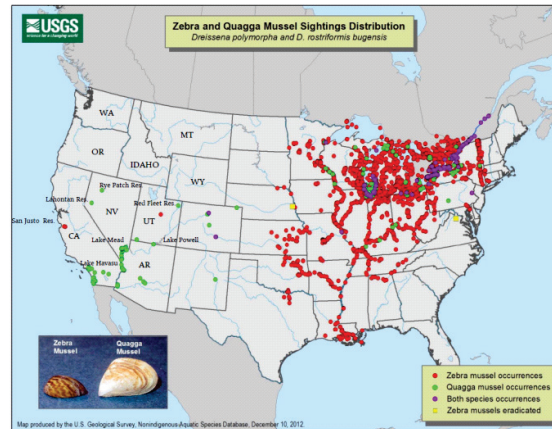 USGS
science for a changing world
Zebra and Quagga Mussel Sightings Distribution
Dreissena polymorpha and D. rostriformis bugensis
WA
MT
OR
IDAHO
WY
Rye Patch Res.
Lahontan Res.
Red Fleet Res.
NV
UT
San Justo Res.
CA
Lake Mead
Lake Powell
Lake Havasu
AR
Zebra
Mussel
Quagga
Mussel
Zebra mussel occurrences
Quagga mussel occurrences
Both species occurrences
Zebra mussels eradicated
Map produced by the U.S. Geological Survey, Nonindigenous Aquatic Species Database, December 10, 2012.